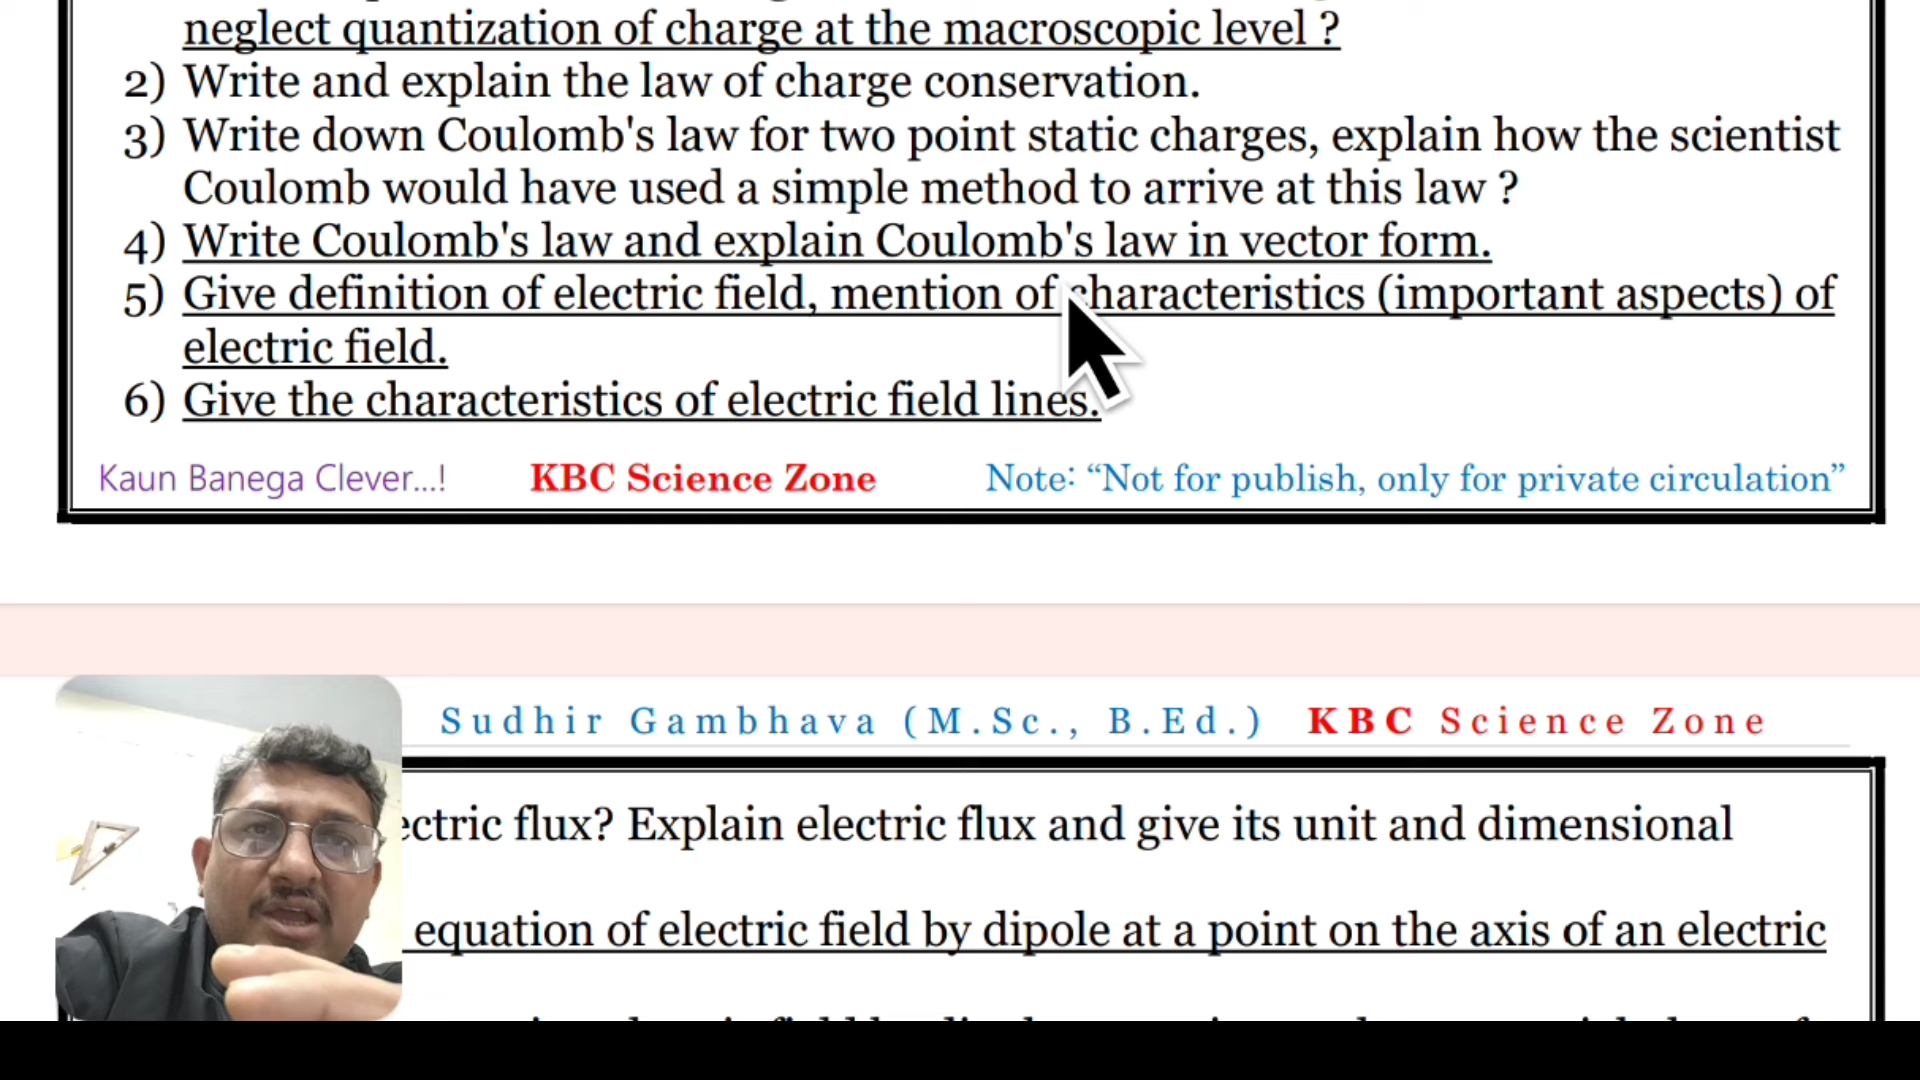 neglect quantization of charge at the macroscopic level ?
2) Write and explain the law of charge conservation.
3) Write down Coulomb's law for two point static charges, explain how the scientist
Coulomb would have used a simple method to arrive at this law ?
4) Write Coulomb's law and explain Coulomb's law in vector form.
5) Give definition of electric field, mention of characteristics (important aspects) of
electric field.
6) Give the characteristics of electric field lines.
Kaun Banega Clever...! KBC Science Zone Note: “Not for publish, only for private circulation”
Sudhir Gambhava (M.Sc., B.Ed.) KBC Science Zone
flux? Explain electric flux and give its unit and dimensional
equation of electric field by dipole at a point on the axis of an electric